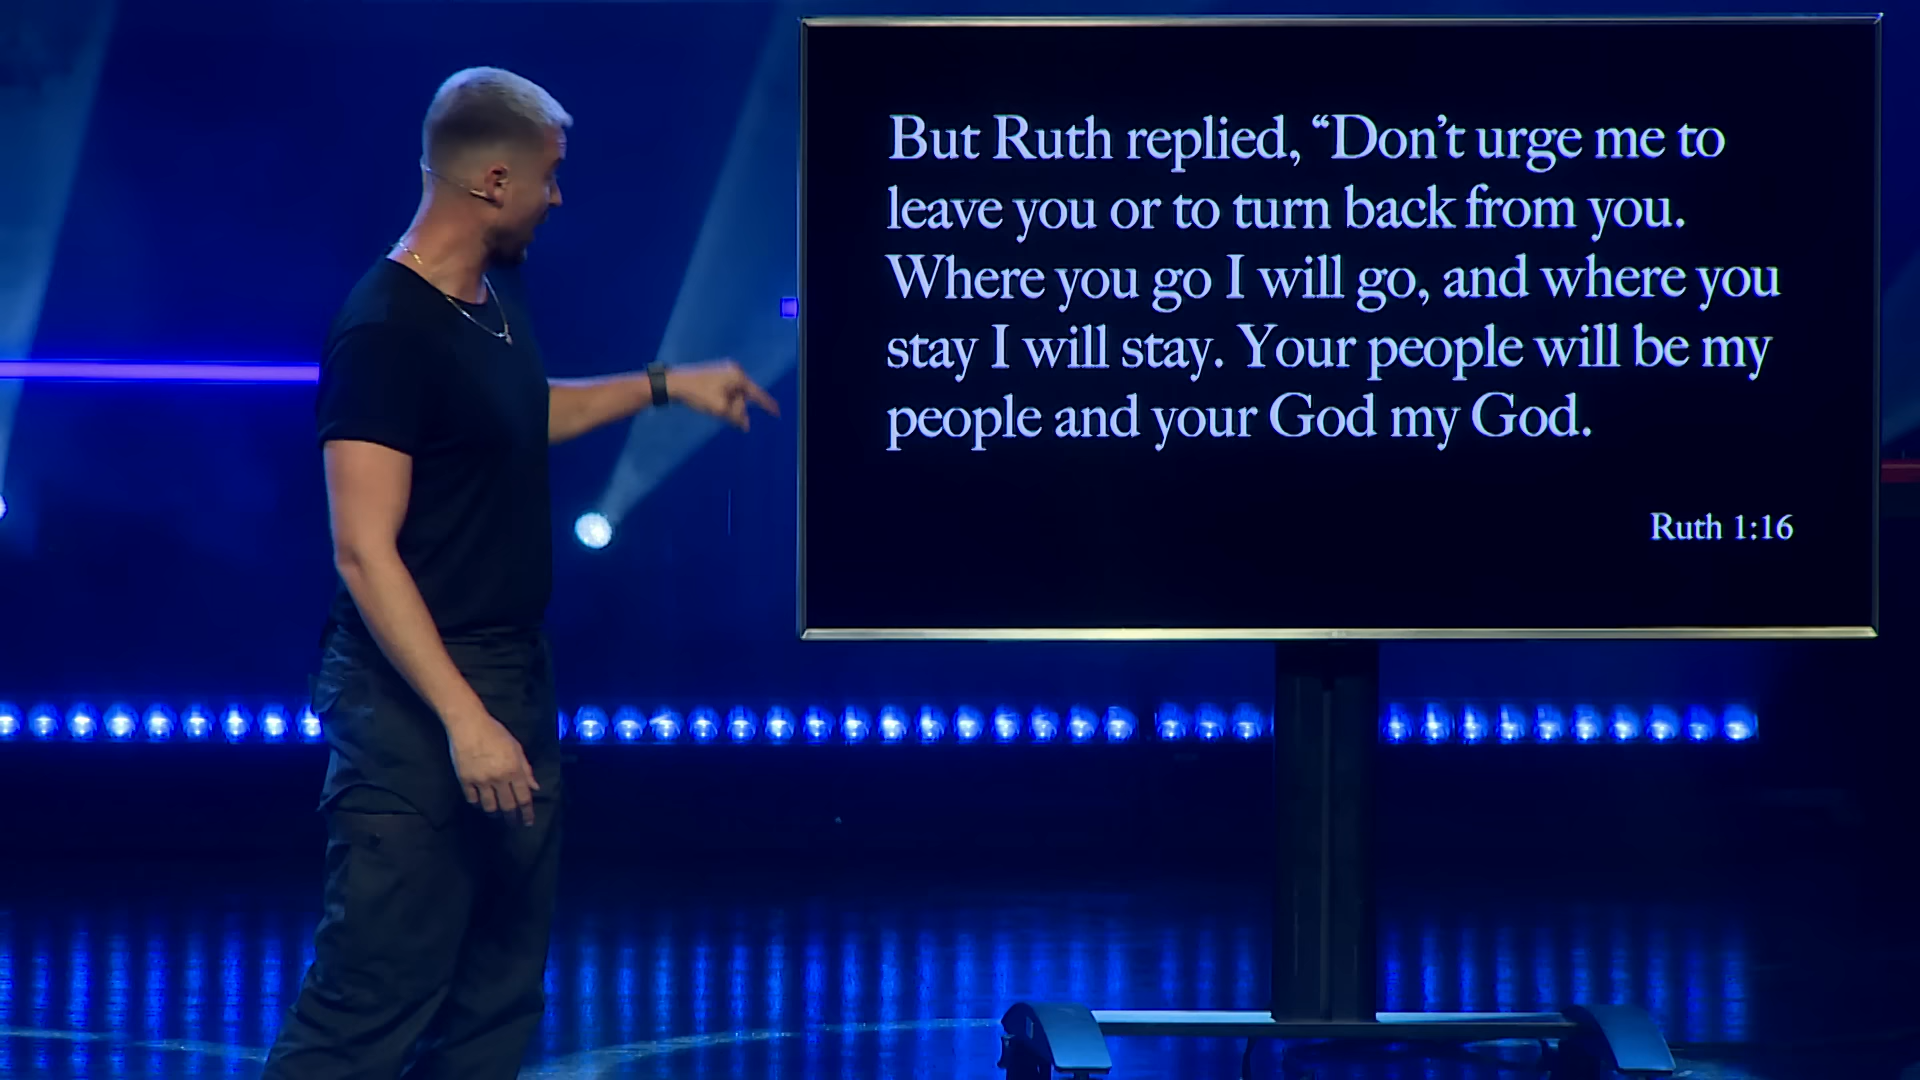 But Ruth replied, “Don’t urge me to
leave you or to turn back from you.
Where you go I will go, and where you
stay I will stay. Your people will be my
people and your God my God.
Ruth 1:16